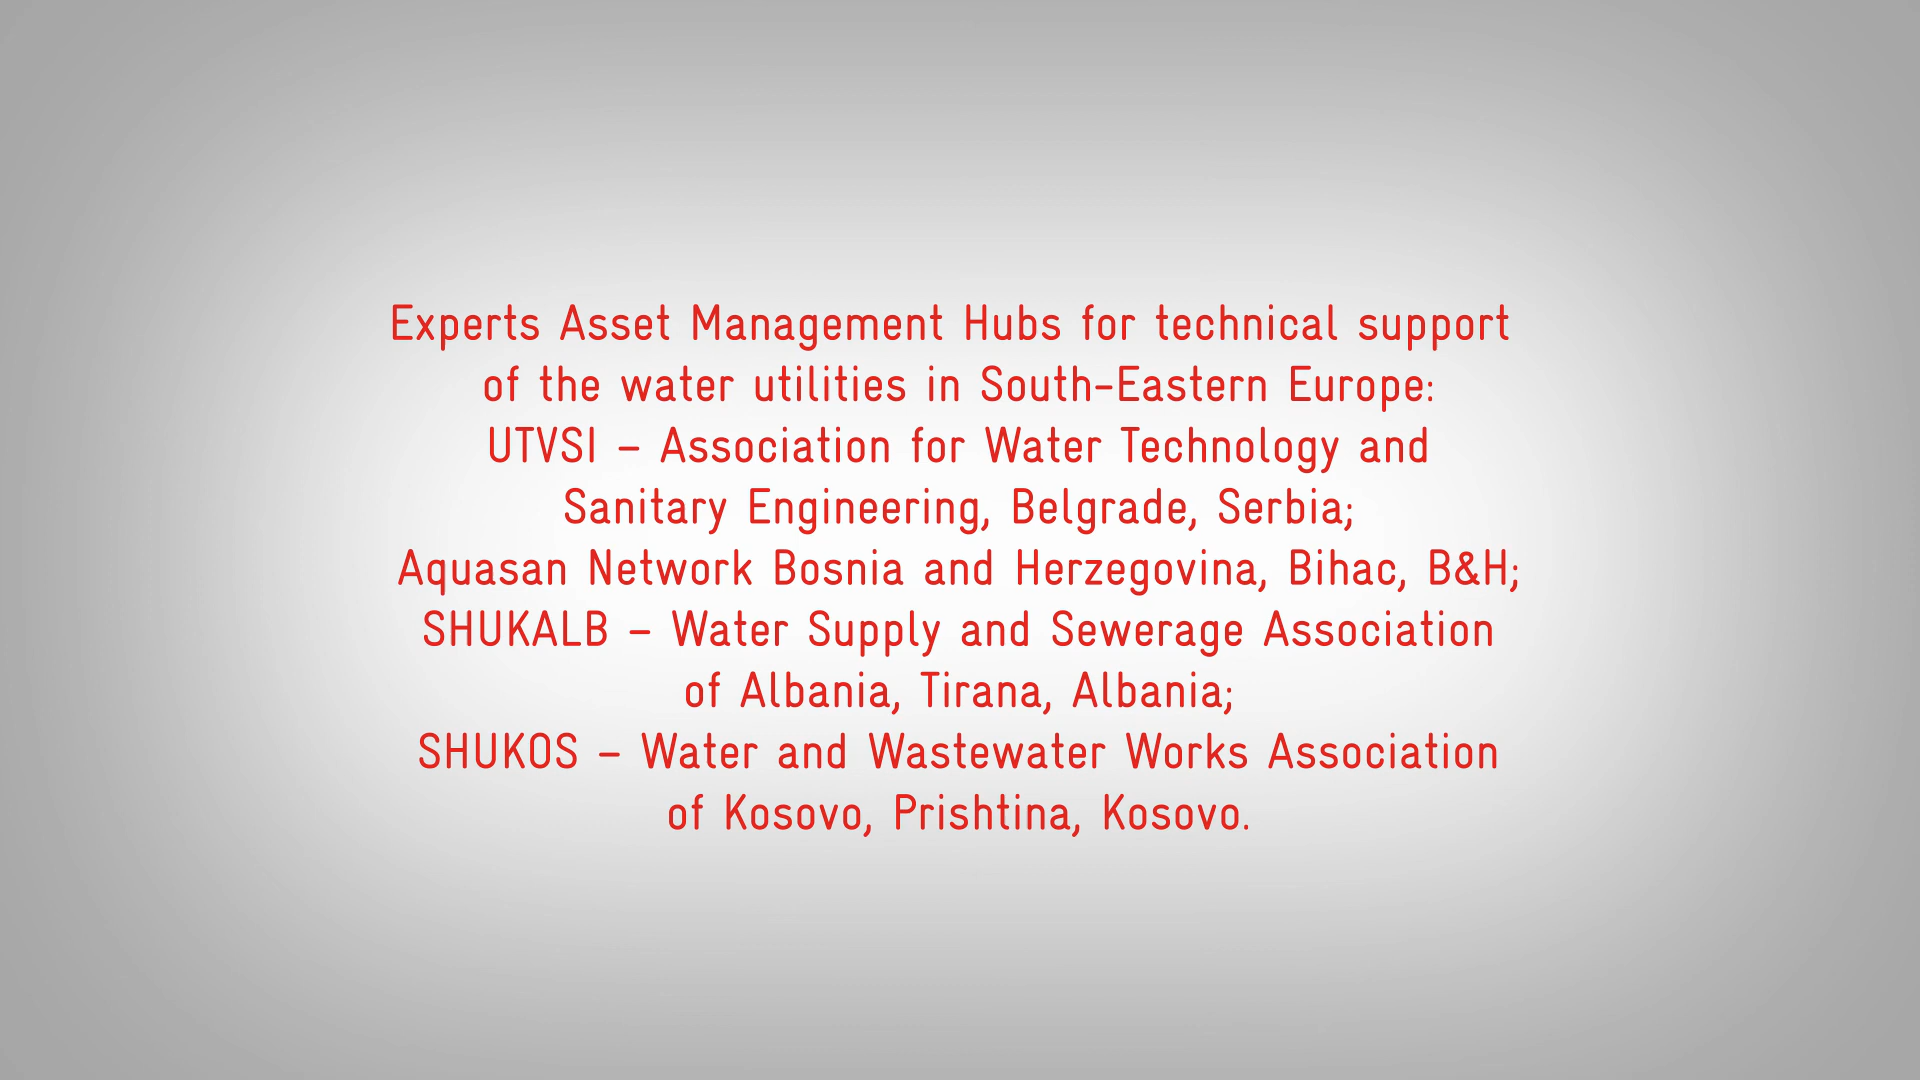 Experts Asset Management Hubs for technical support
of the water utilities in South-Eastern Europe:
UTVSI – Association for Water Technology and
Sanitary Engineering, Belgrade, Serbia;
Aquasan Network Bosnia and Herzegovina, Bihac, B&H;
SHUKALB – Water Supply and Sewerage Association
of Albania, Tirana, Albania;
SHUKOS – Water and Wastewater Works Association
of Kosovo, Prishtina, Kosovo.